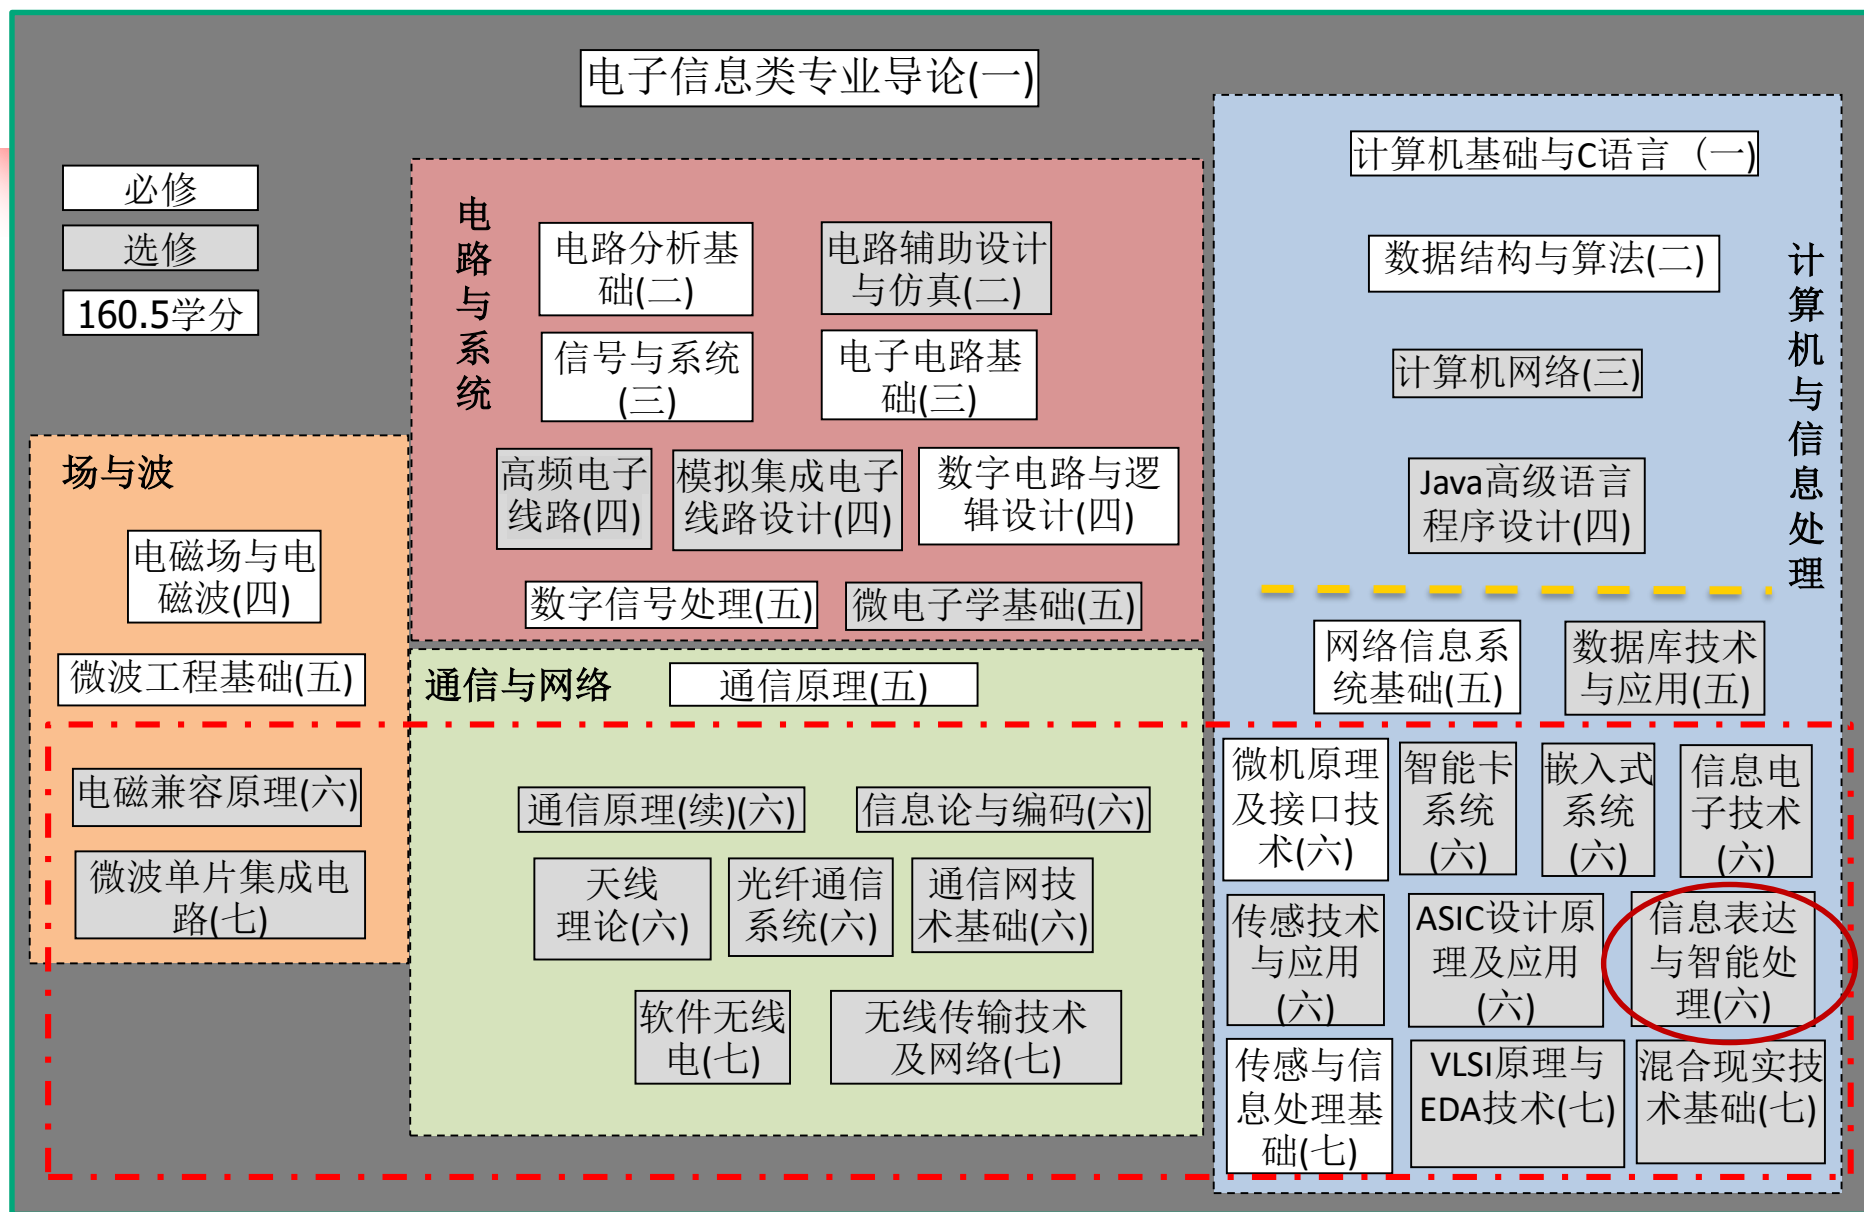 电子信息类专业导论(一)
必修
选修
160.5学分
电路与系统
电路分析基
础(二)
电路辅助设计
与仿真(二)
信号与系统
(三)
电子电路基
础(三)
高频电子
线路(四)
模拟集成电子
线路设计(四)
数字电路与逻
辑设计(四)
数字信号处理(五)
微电子学基础(五)
场与波
电磁场与电
磁波(四)
微波工程基础(五)
电磁兼容原理(六)
微波单片集成电
路(七)
通信与网络
通信原理(五)
通信原理(续)(六)
信息论与编码(六)
天线
理论(六)
光纤通信
系统(六)
通信网技
术基础(六)
软件无线
电(七)
无线传输技术
及网络(七)
计算机与信息处理
计算机基础与C语言（一)
数据结构与算法(二)
计算机网络(三)
Java高级语言
程序设计(四)
网络信息系
统基础(五)
数据库技术
与应用(五)
微机原理
及接口技
术(六)
智能卡
系统
(六)
嵌入式
系统
(六)
信息电
子技术
(六)
传感技术
与应用
(六)
ASIC设计原
理及应用
(六)
信息表达
与智能处
理(六)
传感与信
息处理基
础(七)
VLSI原理与
EDA技术(七)
混合现实技
术基础(七)